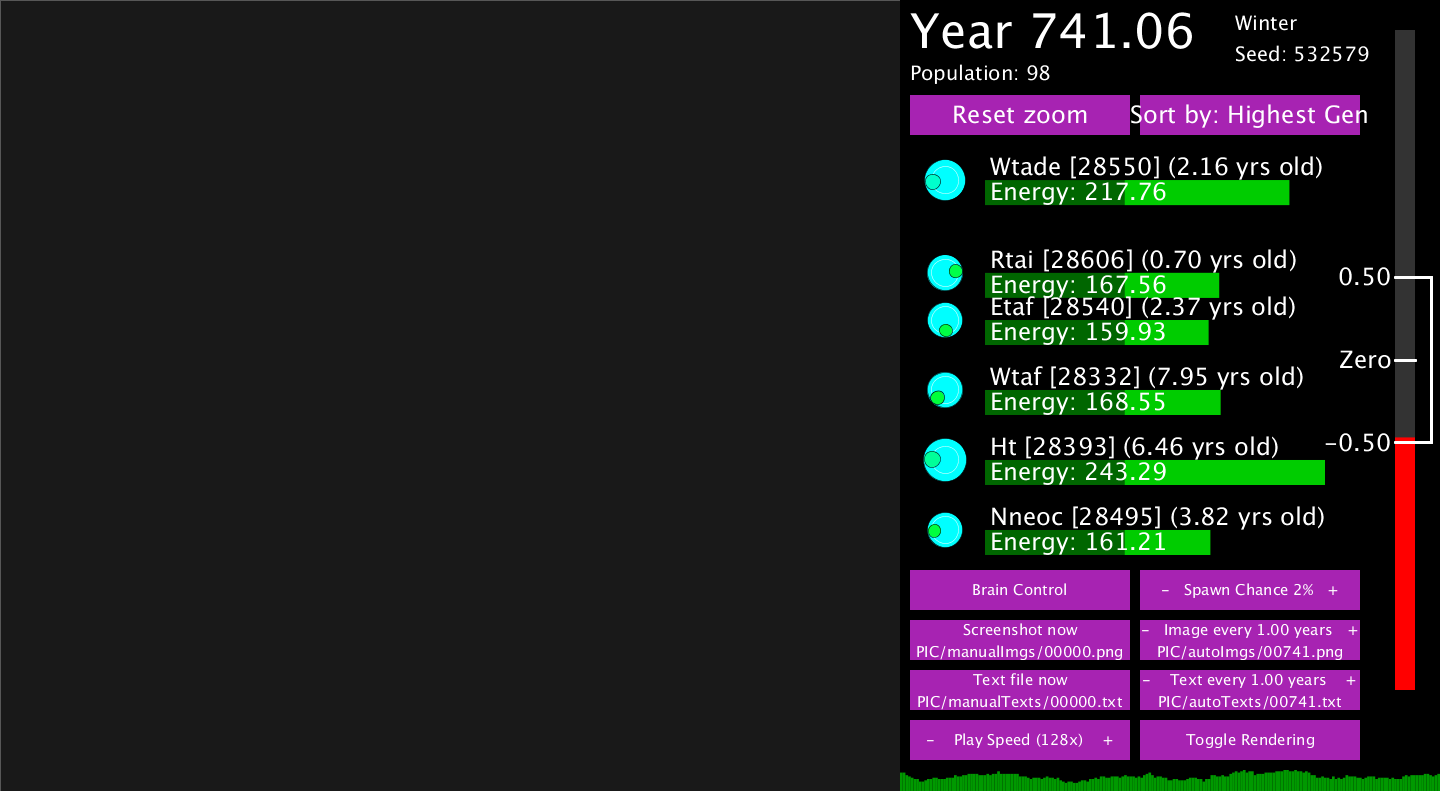 Year 741.06
Winter
Seed: 532579
Population: 98
Reset zoom
Sort by: Highest Gen
Wtade [28550] (2.16 yrs old)
Energy: 217.76
Rtai [28606] (0.70 yrs old)
Energy: 167.56
Etaf [28540] (2.37 yrs old)
Energy: 159.93
Wtaf [28332] (7.95 yrs old)
Energy: 168.55
Ht [28393] (6.46 yrs old)
Energy: 243.29
Nneoc [28495] (3.82 yrs old)
Energy: 161.21
0.50
Zero
-0.50
Brain Control
- Spawn Chance 2% +
Screenshot now
PIC/manualImgs/00000.png
- Image every 1.00 years +
PIC/autoImgs/00741.png
Text file now
PIC/manualTexts/00000.txt
- Text every 1.00 years +
PIC/autoTexts/00741.txt
- Play Speed (128x) +
Toggle Rendering